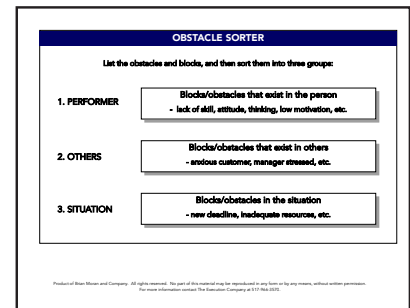 OBSTACLE SORTER
List the obstacles and blocks, and then sort them into three groups:
1. PERFORMER
Blocks/obstacles that exist in the person
- lack of skill, attitude, thinking, low motivation, etc.
2. OTHERS
Blocks/obstacles that exist in others
- anxious customer, manager stressed, etc.
3. SITUATION
Blocks/obstacles in the situation
- new deadline, inadequate resources, etc.
Product of Brian Moran and Company. All rights reserved. No part of this material may be reproduced in any form or by any means, without written permission.
For more information contact The Execution Company at 517-966-5570.